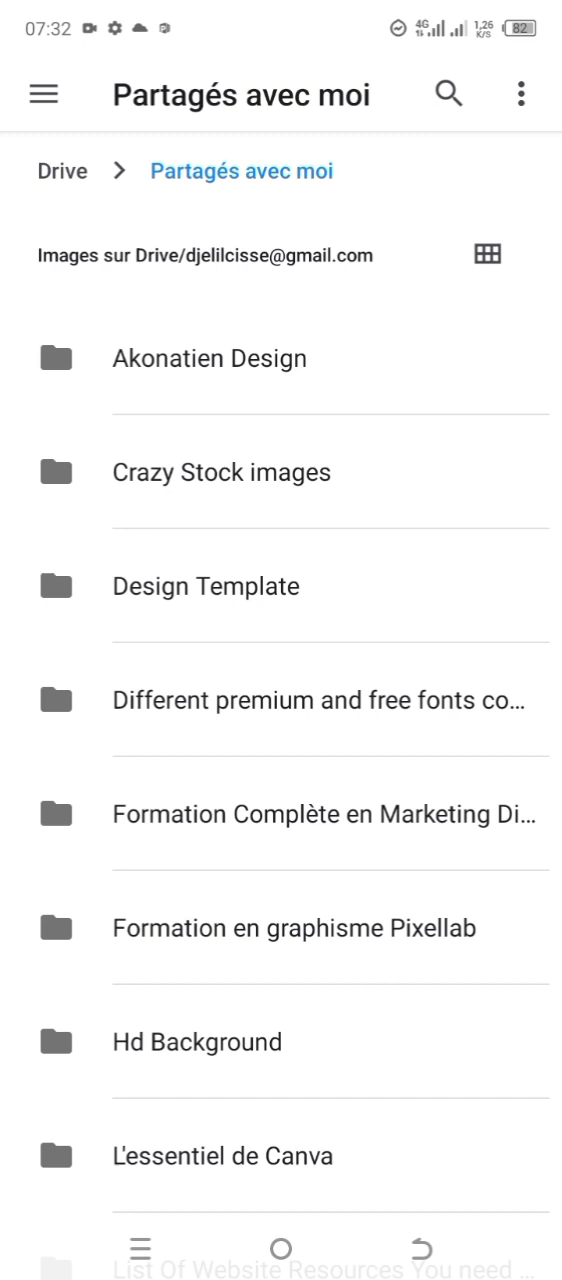 07:32
4G
1,26
K/S
82
Partagés avec moi
Drive
Partagés avec moi
Images sur Drive/djelilcisse@gmail.com
Akonatien Design
Crazy Stock images
Design Template
Different premium and free fonts co...
Formation Complète en Marketing Di...
Formation en graphisme Pixellab
Hd Background
L'essentiel de Canva
List Of Website Resources You need ...